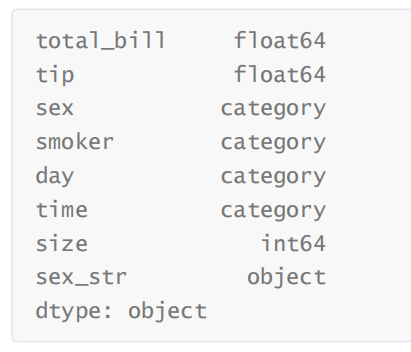 total_bill     float64
tip            float64
sex           category
smoker        category
day           category
time          category
size             int64
sex_str         object
dtype: object